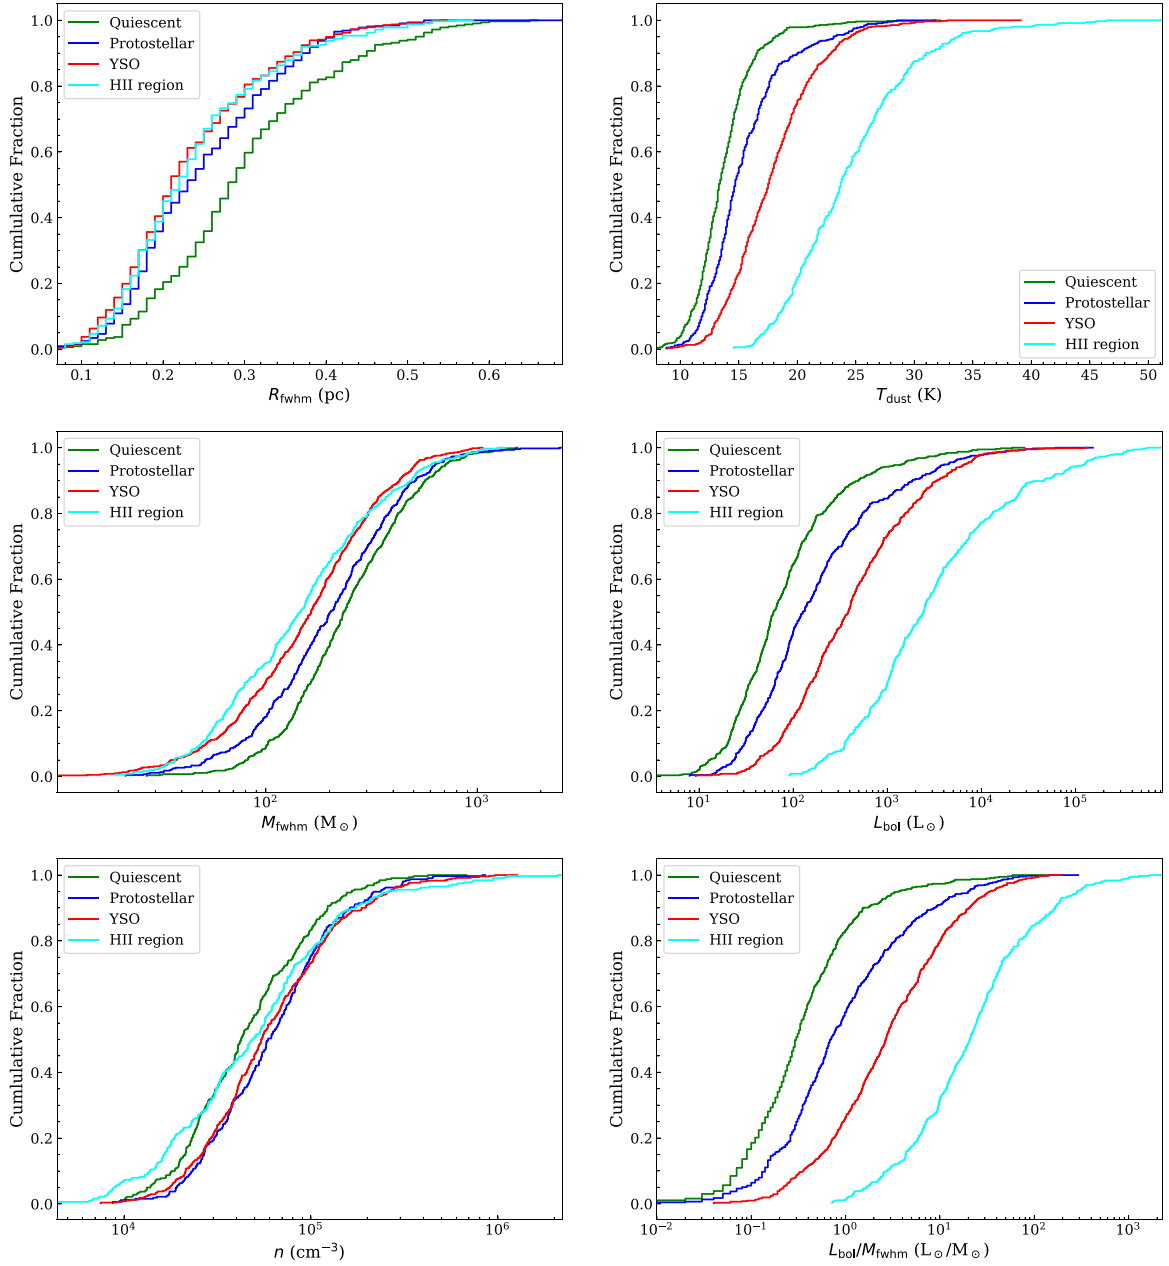 Quiescent
Protostellar
YSO
HII region
Cumlulative Fraction
0.0
0.2
0.4
0.6
0.8
1.0
0.1 0.2 0.3 0.4 0.5 0.6
R_fwhm (pc)
Quiescent
Protostellar
YSO
HII region
Cumlulative Fraction
0.0
0.2
0.4
0.6
0.8
1.0
10 15 20 25 30 35 40 45 50
T_dust (K)
Quiescent
Protostellar
YSO
HII region
Cumlulative Fraction
0.0
0.2
0.4
0.6
0.8
1.0
10^2 10^3
M_fwhm (M_⊙)
Quiescent
Protostellar
YSO
HII region
Cumlulative Fraction
0.0
0.2
0.4
0.6
0.8
1.0
10^1 10^2 10^3 10^4 10^5
L_bol (L_⊙)
Quiescent
Protostellar
YSO
HII region
Cumlulative Fraction
0.0
0.2
0.4
0.6
0.8
1.0
10^4 10^5 10^6
n (cm^−3)
Quiescent
Protostellar
YSO
HII region
Cumlulative Fraction
0.0
0.2
0.4
0.6
0.8
1.0
10^−2 10^−1 10^0 10^1 10^2 10^3
L_bol/M_fwhm (L_⊙/M_⊙)